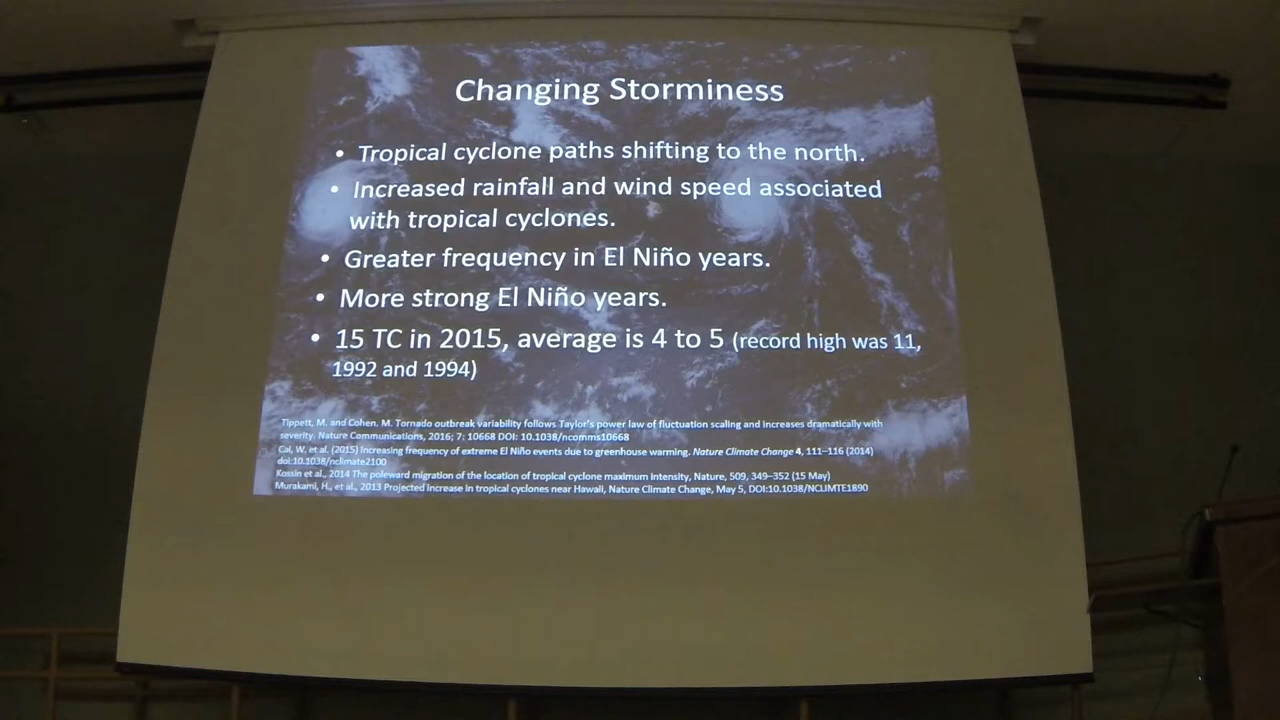 Changing Storminess
• Tropical cyclone paths shifting to the north.
• Increased rainfall and wind speed associated
with tropical cyclones.
• Greater frequency in El Niño years.
• More strong El Niño years.
• 15 TC in 2015, average is 4 to 5 (record high was 11,
1992 and 1994)
Tippett, M. and Cohen. M. Tornado outbreak variability follows Taylor's power law of fluctuation scaling and increases dramatically with
severity. Nature Communications, 2016; 7: 10668 DOI: 10.1038/ncomms10668
Cai, W. et al. (2015) Increasing frequency of extreme El Niño events due to greenhouse warming. Nature Climate Change 4, 111–116 (2014)
doi:10.1038/nclimate2100
Kossin et al., 2014 The poleward migration of the location of tropical cyclone maximum intensity, Nature, 509, 349–352 (15 May)
Murakami, H., et al., 2013 Projected increase in tropical cyclones near Hawaii, Nature Climate Change, May 5, DOI:10.1038/NCLIMTE1890